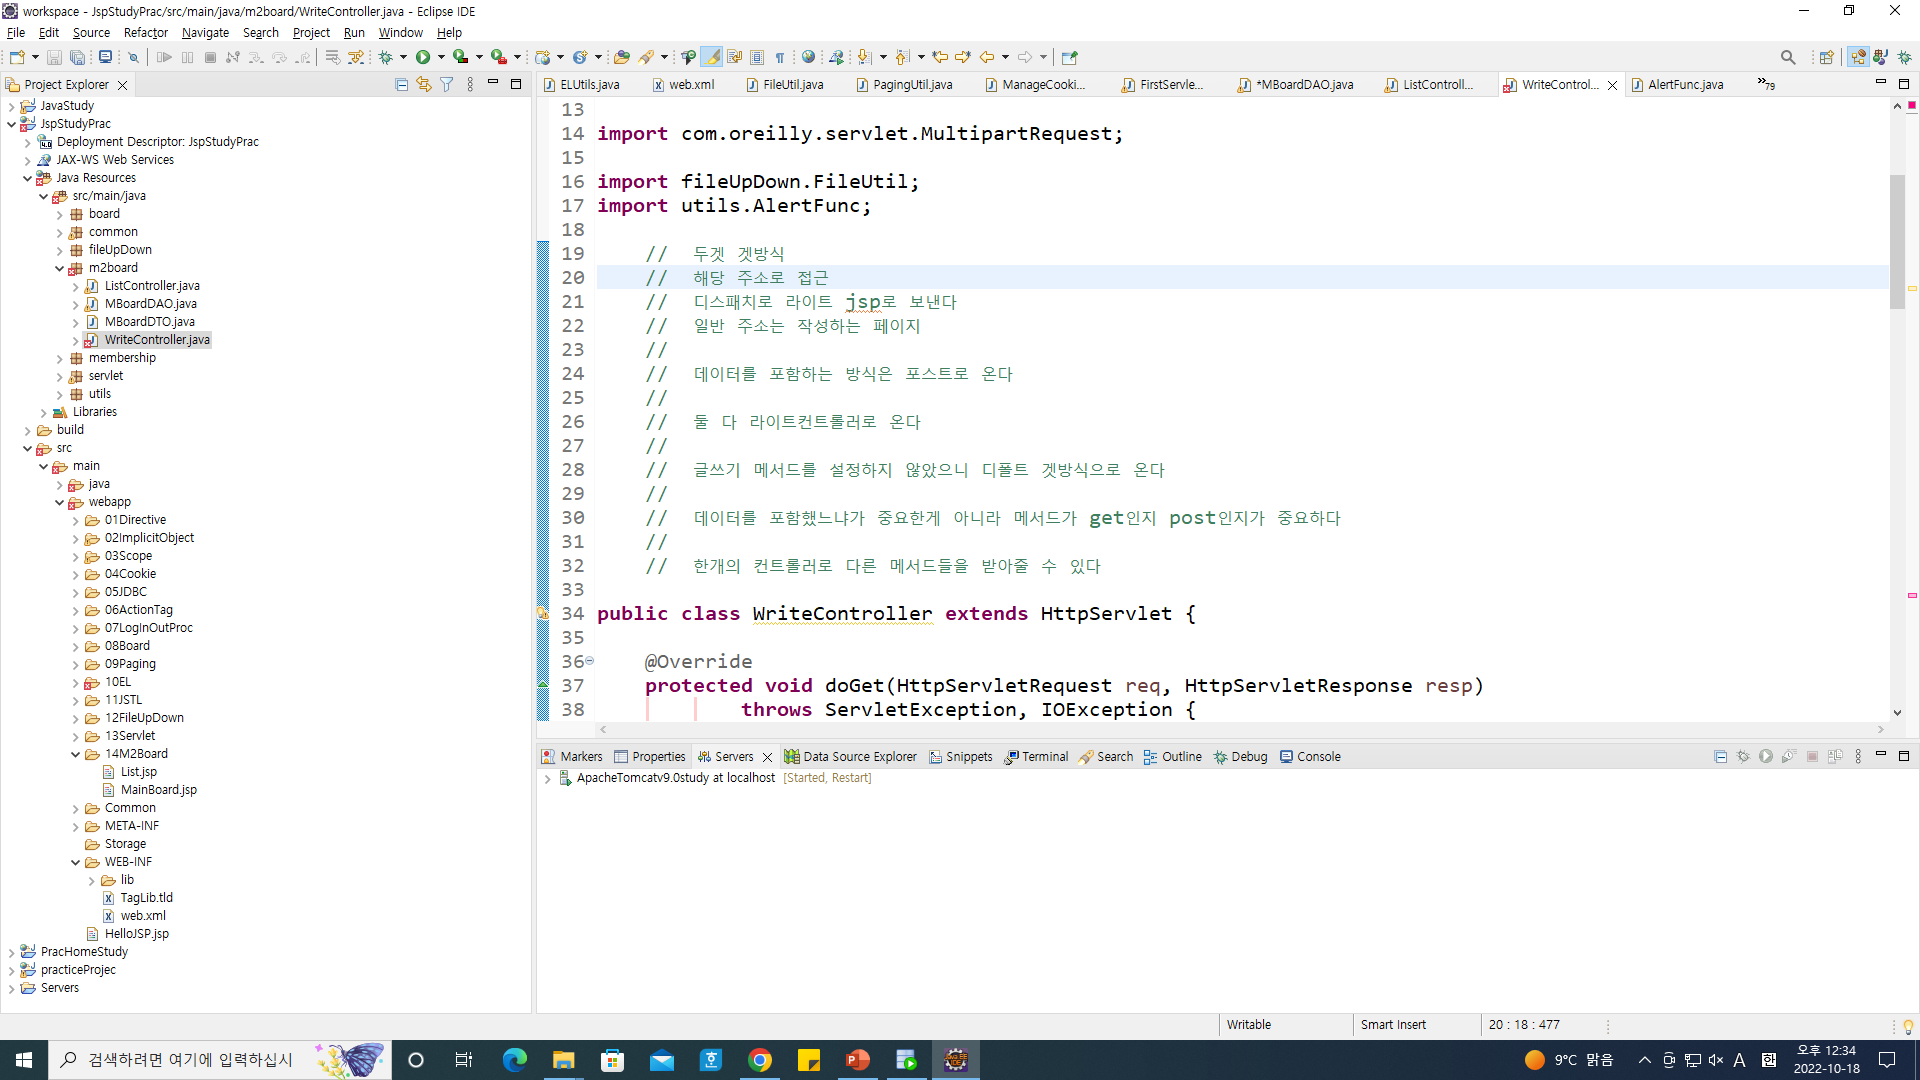 workspace - JspStudyPrac/src/main/java/m2board/WriteController.java - Eclipse IDE
File Edit Source Refactor Navigate Search Project Run Window Help
Project Explorer
JavaStudy
JspStudyPrac
Deployment Descriptor: JspStudyPrac
JAX-WS Web Services
Java Resources
src/main/java
board
common
fileUpDown
m2board
ListController.java
MBoardDAO.java
MBoardDTO.java
WriteController.java
membership
servlet
utils
Libraries
build
src
main
java
webapp
01Directive
02ImplicitObject
03Scope
04Cookie
05JDBC
06ActionTag
07LogInOutProc
08Board
09Paging
10EL
11JSTL
12FileUpDown
13Servlet
14M2Board
List.jsp
MainBoard.jsp
Common
META-INF
Storage
WEB-INF
lib
TagLib.tld
web.xml
HelloJSP.jsp
PracHomeStudy
practiceProjec
Servers
ELUtils.java web.xml FileUtil.java PagingUtil.java ManageCooki... FirstServle... *MBoardDAO.java ListControll... WriteControl... AlertFunc.java »79
13
14 import com.oreilly.servlet.MultipartRequest;
15
16 import fileUpDown.FileUtil;
17 import utils.AlertFunc;
18
19 // 두겟 겟방식
20 // 해당 주소로 접근
21 // 디스패치로 라이트 jsp로 보낸다
22 // 일반 주소는 작성하는 페이지
23 //
24 // 데이터를 포함하는 방식은 포스트로 온다
25 //
26 // 둘 다 라이트컨트롤러로 온다
27 //
28 // 글쓰기 메서드를 설정하지 않았으니 디폴트 겟방식으로 온다
29 //
30 // 데이터를 포함했느냐가 중요한게 아니라 메서드가 get인지 post인지가 중요하다
31 //
32 // 한개의 컨트롤러로 다른 메서드들을 받아줄 수 있다
33
34 public class WriteController extends HttpServlet {
35
36 @Override
37 protected void doGet(HttpServletRequest req, HttpServletResponse resp)
38 throws ServletException, IOException {
Markers Properties Servers Data Source Explorer Snippets Terminal Search Outline Debug Console
ApacheTomcatv9.0study at localhost [Started, Restart]
Writable Smart Insert 20 : 18 : 477
검색하려면 여기에 입력하십시 9°C 맑음 A 한 오후 12:34
2022-10-18